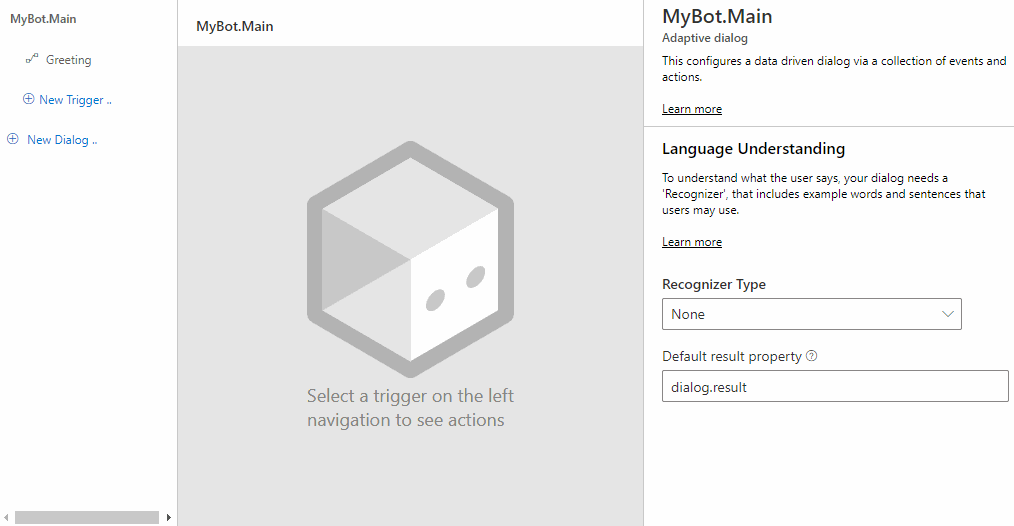 MyBot.Main
Greeting
New Trigger ..
New Dialog ..
MyBot.Main
Select a trigger on the left
navigation to see actions
MyBot.Main
Adaptive dialog
This configures a data driven dialog via a collection of events and
actions.
Learn more
Language Understanding
To understand what the user says, your dialog needs a
'Recognizer', that includes example words and sentences that
users may use.
Learn more
Recognizer Type
None
Default result property
dialog.result